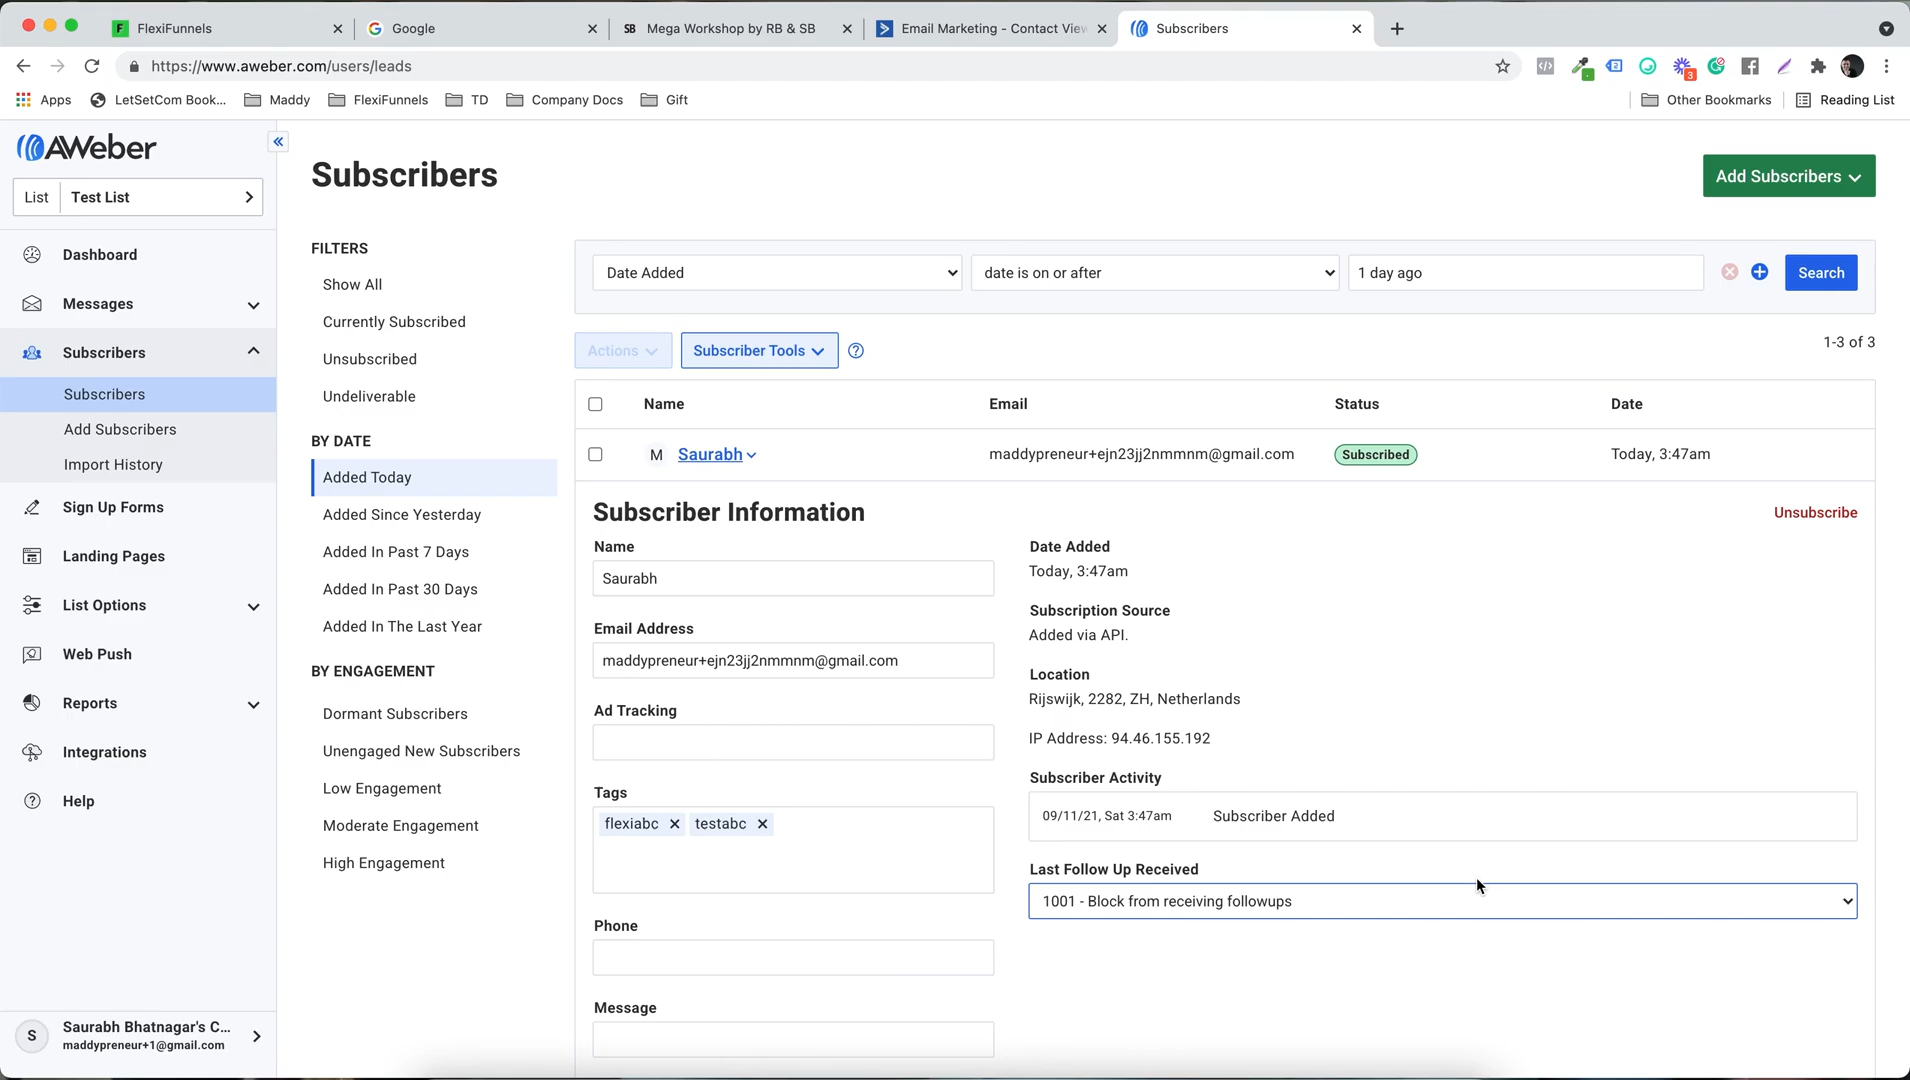 FlexiFunnels
Google
SB Mega Workshop by RB & SB
Email Marketing - Contact View
Subscribers
https://www.aweber.com/users/leads
3
Apps
LetSetCom Book...
Maddy
FlexiFunnels
TD
Company Docs
Gift
Other Bookmarks
Reading List
AWeber
List Test List
Dashboard
Messages
Subscribers
Subscribers
Add Subscribers
Import History
Sign Up Forms
Landing Pages
List Options
Web Push
Reports
Integrations
Help
S
Saurabh Bhatnagar's C...
maddypreneur+1@gmail.com
Subscribers
Add Subscribers
FILTERS
Show All
Currently Subscribed
Unsubscribed
Undeliverable
BY DATE
Added Today
Added Since Yesterday
Added In Past 7 Days
Added In Past 30 Days
Added In The Last Year
BY ENGAGEMENT
Dormant Subscribers
Unengaged New Subscribers
Low Engagement
Moderate Engagement
High Engagement
Date Added
date is on or after
1 day ago
Search
Actions
Subscriber Tools
1-3 of 3
Name Email Status Date
M Saurabh maddypreneur+ejn23jj2nmmnm@gmail.com Subscribed Today, 3:47am
Subscriber Information
Unsubscribe
Name
Saurabh
Email Address
maddypreneur+ejn23jj2nmmnm@gmail.com
Ad Tracking
Tags
flexiabc
testabc
Phone
Message
Date Added
Today, 3:47am
Subscription Source
Added via API.
Location
Rijswijk, 2282, ZH, Netherlands
IP Address: 94.46.155.192
Subscriber Activity
09/11/21, Sat 3:47am Subscriber Added
Last Follow Up Received
1001 - Block from receiving followups